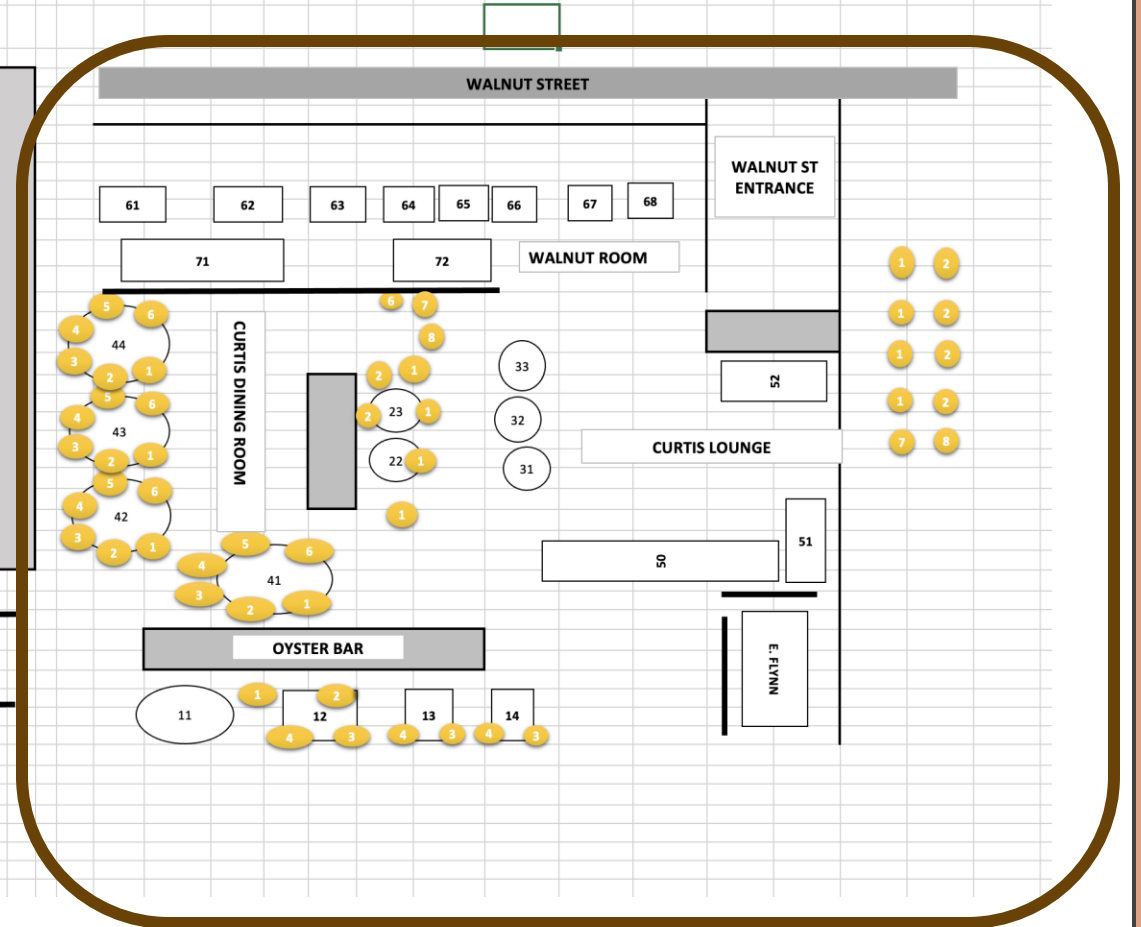 WALNUT STREET
WALNUT ST
ENTRANCE
61 62 63 64 65 66 67 68
71 72 WALNUT ROOM
1 2
5 6 6 7
4 44 8 1 2
3 2 1
CURTIS DINING ROOM
33
1 2
52
2 1
5 6
4 43
3 2 1
2 23 1
32
1 2
22 1
31
CURTIS LOUNGE
7 8
5 6
4 42
3 2 1
1
51
50
5 6
4 41
3 2 1
OYSTER BAR
E. FLYNN
11
1 2
12
4 3
13
4 3
14
4 3